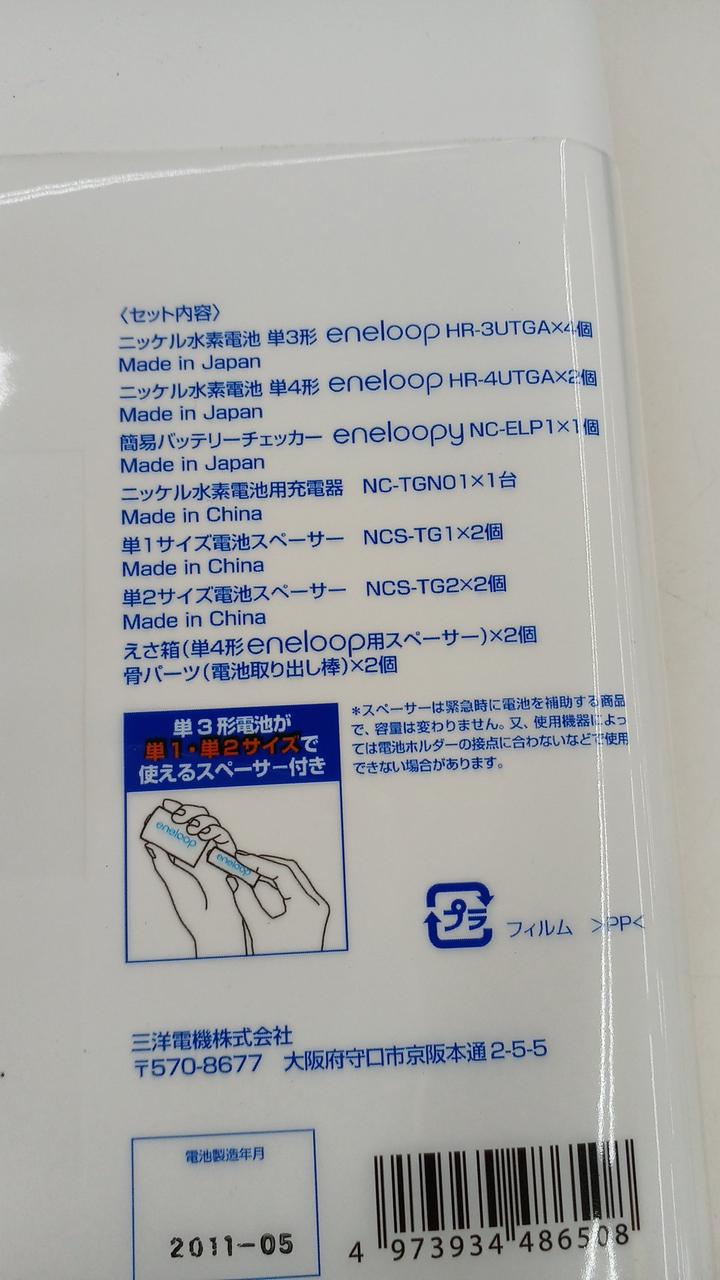 〈セット内容〉
ニッケル水素電池 単3形 eneloop HR-3UTGA×4個
Made in Japan
ニッケル水素電池 単4形 eneloop HR-4UTGA×2個
Made in Japan
簡易バッテリーチェッカー eneloopy NC-ELP1×1個
Made in Japan
ニッケル水素電池用充電器 NC-TGN01×1台
Made in China
単1サイズ電池スペーサー NCS-TG1×2個
Made in China
単2サイズ電池スペーサー NCS-TG2×2個
Made in China
えさ箱(単4形eneloop用スペーサー)×2個
骨パーツ(電池取り出し棒)×2個
単3形電池が
単1・単2サイズで
使えるスペーサー付き
eneloop
eneloop
*スペーサーは緊急時に電池を補助する商品
で、容量は変わりません。又、使用機器によっ
ては電池ホルダーの接点に合わないなどで使用
できない場合があります。
プラ フィルム >PP<
三洋電機株式会社
〒570-8677 大阪府守口市京阪本通2-5-5
電池製造年月
2011-05
4 973934 486508